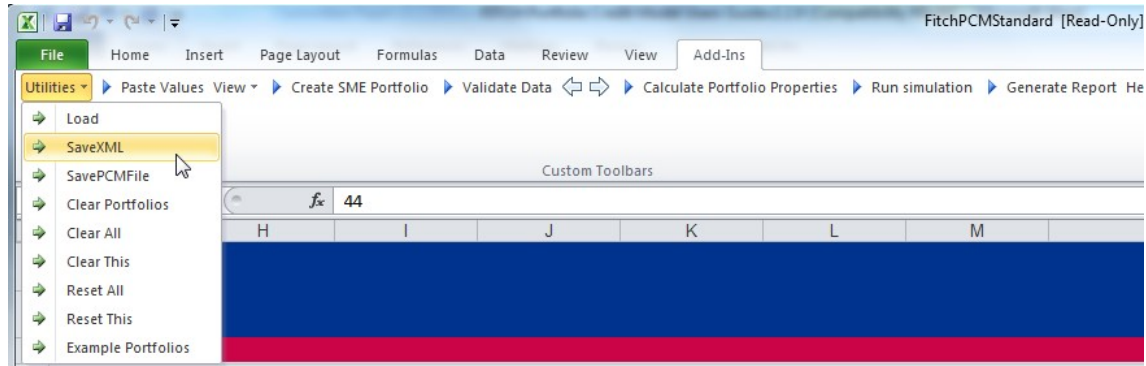 FitchPCMStandard [Read-Only]
File Home Insert Page Layout Formulas Data Review View Add-Ins
Utilities Paste Values View Create SME Portfolio Validate Data Calculate Portfolio Properties Run simulation Generate Report He
Load
SaveXML
SavePCMFile
Custom Toolbars
Clear Portfolios
fx 44
Clear All
H I J K L M
Clear This
Reset All
Reset This
Example Portfolios